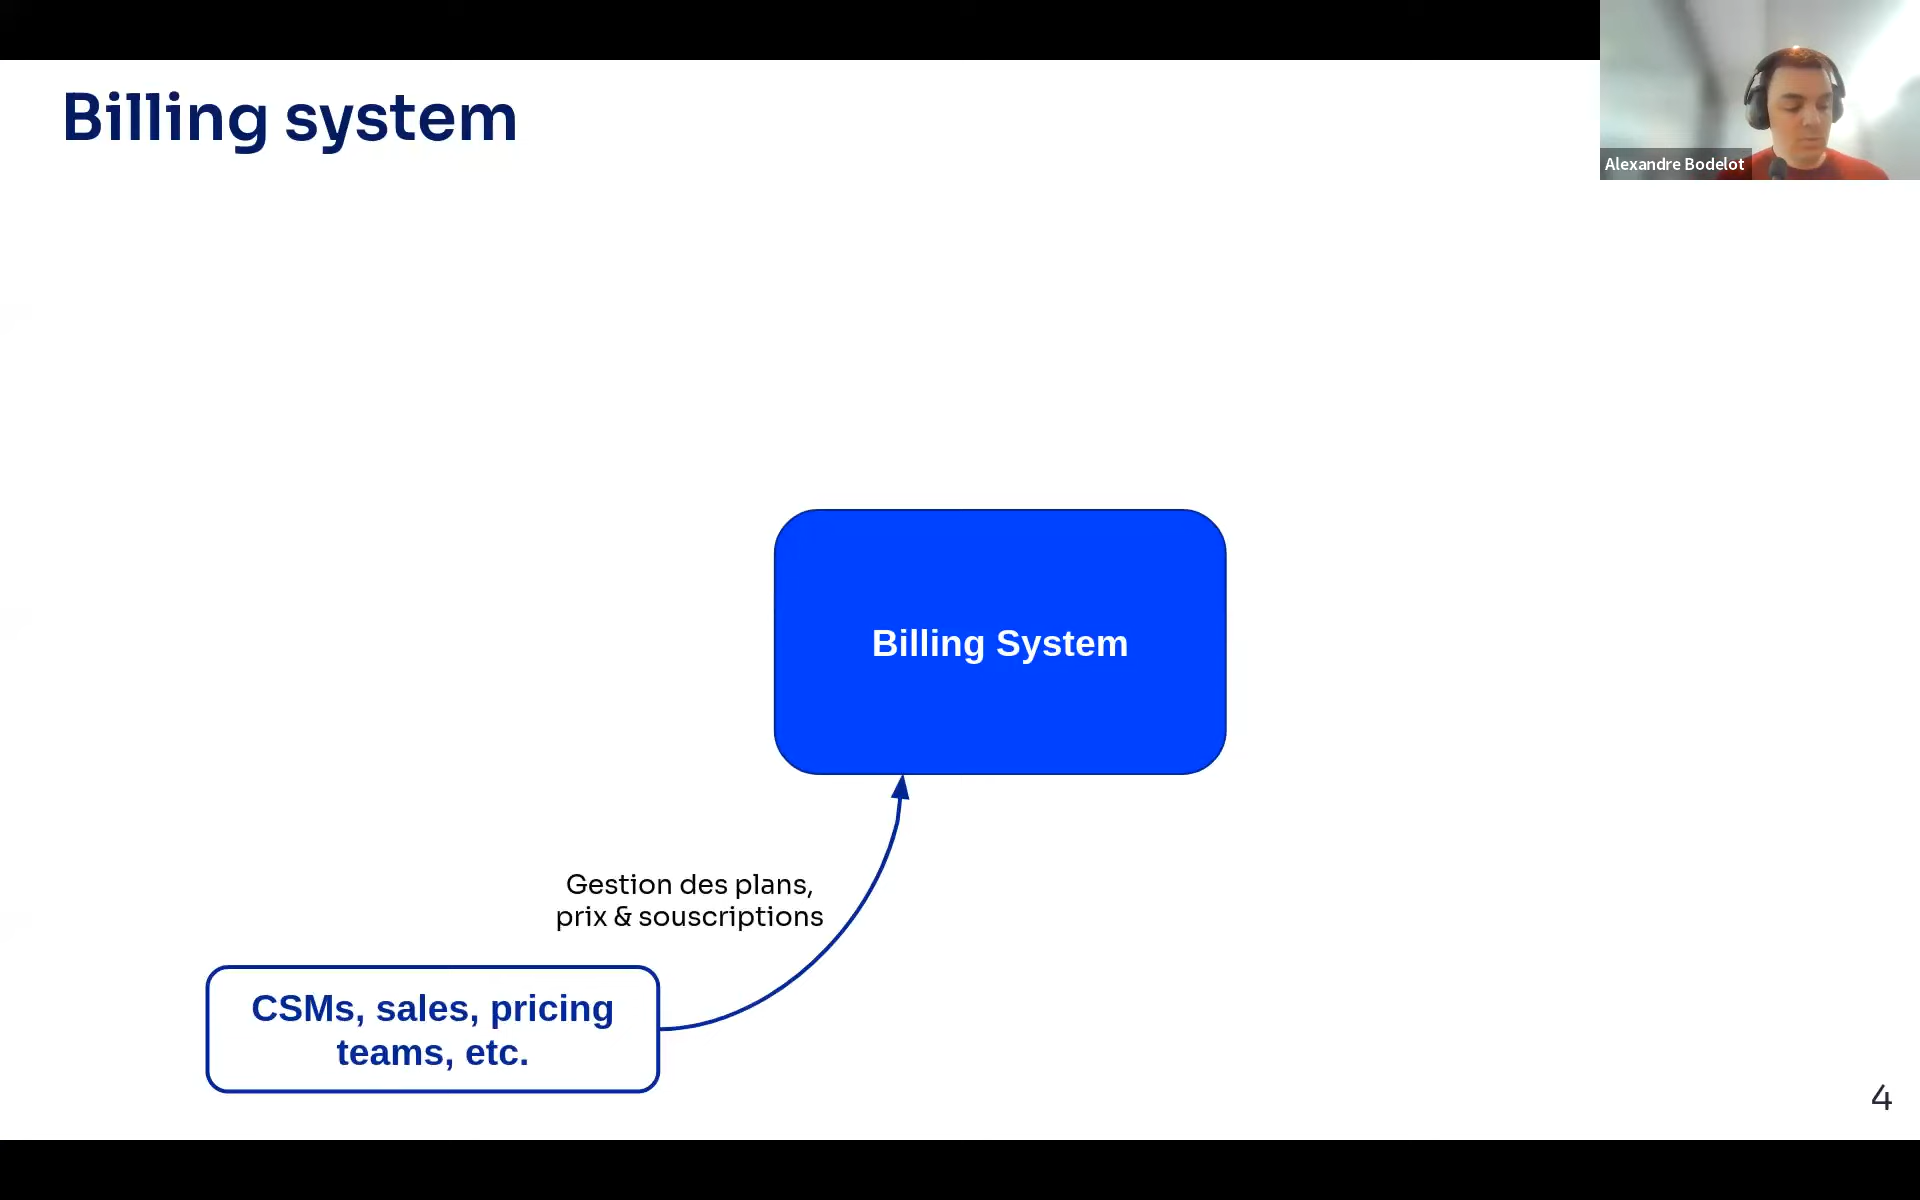 Billing system
Alexandre Bodelot
Billing System
Gestion des plans,
prix & souscriptions
CSMs, sales, pricing
teams, etc.
4